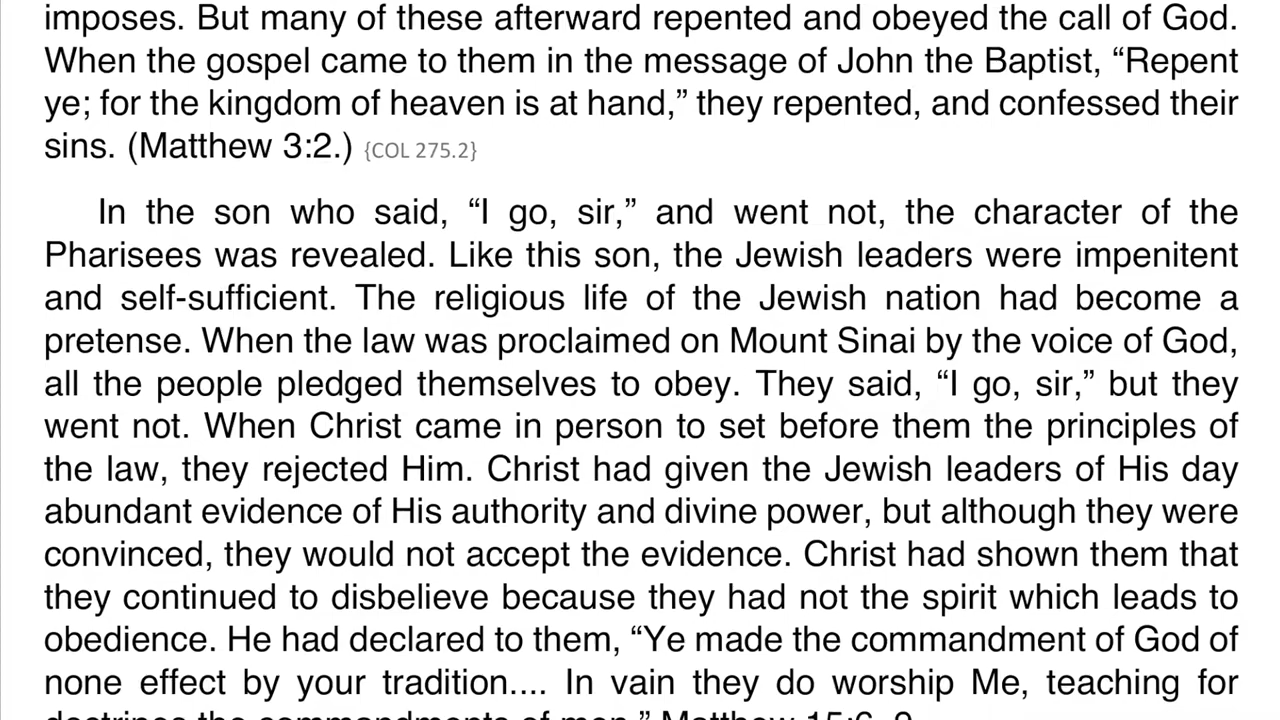 imposes. But many of these afterward repented and obeyed the call of God.
When the gospel came to them in the message of John the Baptist, “Repent
ye; for the kingdom of heaven is at hand,” they repented, and confessed their
sins. (Matthew 3:2.) {COL 275.2}
In the son who said, “I go, sir,” and went not, the character of the
Pharisees was revealed. Like this son, the Jewish leaders were impenitent
and self-sufficient. The religious life of the Jewish nation had become a
pretense. When the law was proclaimed on Mount Sinai by the voice of God,
all the people pledged themselves to obey. They said, “I go, sir,” but they
went not. When Christ came in person to set before them the principles of
the law, they rejected Him. Christ had given the Jewish leaders of His day
abundant evidence of His authority and divine power, but although they were
convinced, they would not accept the evidence. Christ had shown them that
they continued to disbelieve because they had not the spirit which leads to
obedience. He had declared to them, “Ye made the commandment of God of
none effect by your tradition.... In vain they do worship Me, teaching for
doctrines the commandments of men.” Matthew 15:6, 9.